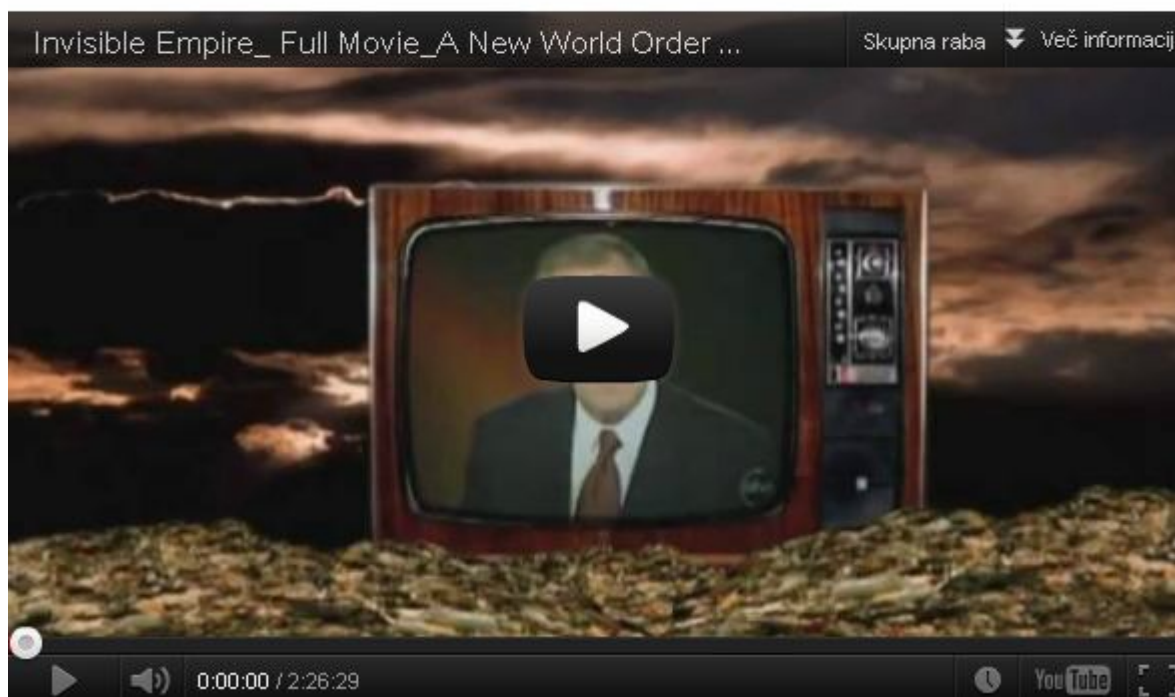 Invisible Empire_ Full Movie_A New World Order ...
Skupna raba
Več informacij
0:00:00 / 2:26:29
YouTube